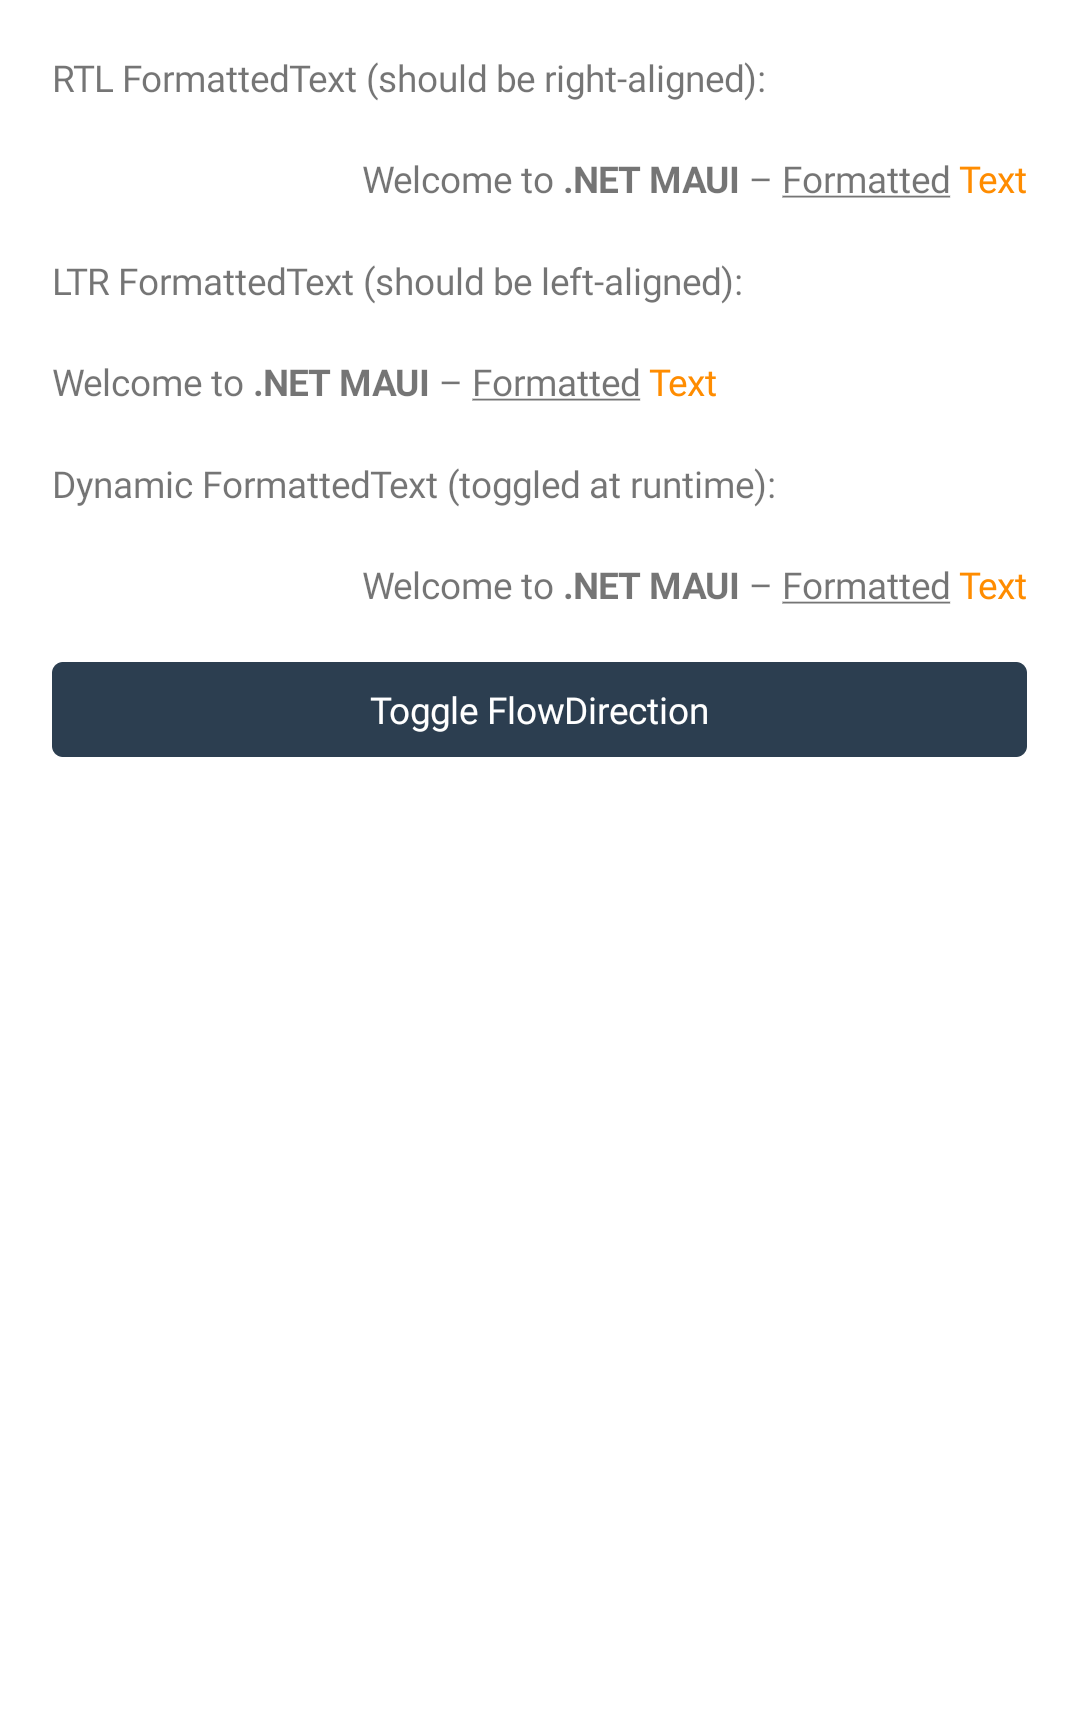 RTL FormattedText (should be right-aligned):
Welcome to .NET MAUI – Formatted Text
LTR FormattedText (should be left-aligned):
Welcome to .NET MAUI – Formatted Text
Dynamic FormattedText (toggled at runtime):
Welcome to .NET MAUI – Formatted Text
Toggle FlowDirection